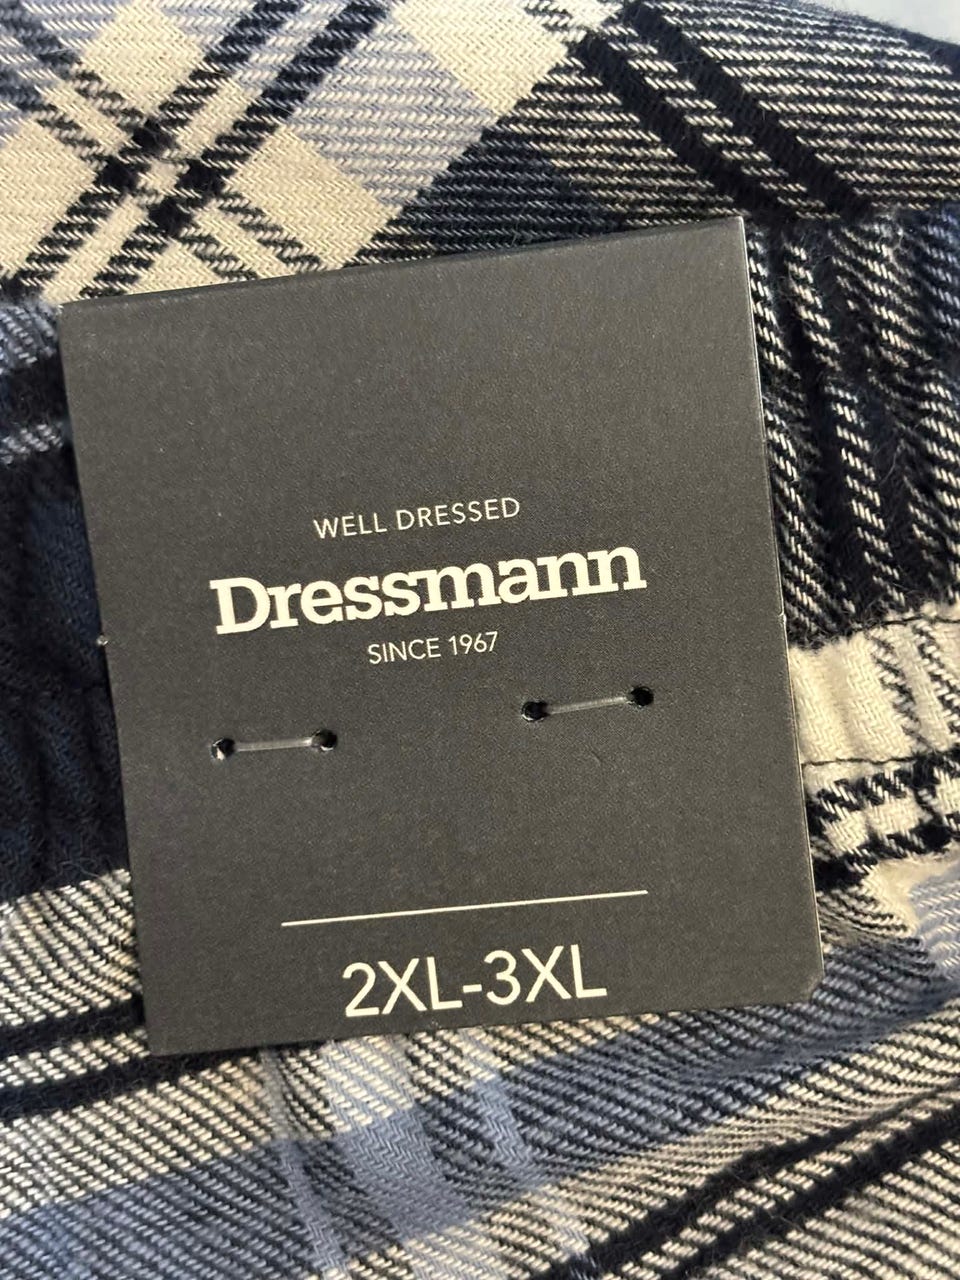 WELL DRESSED
Dressmann
SINCE 1967
2XL-3XL